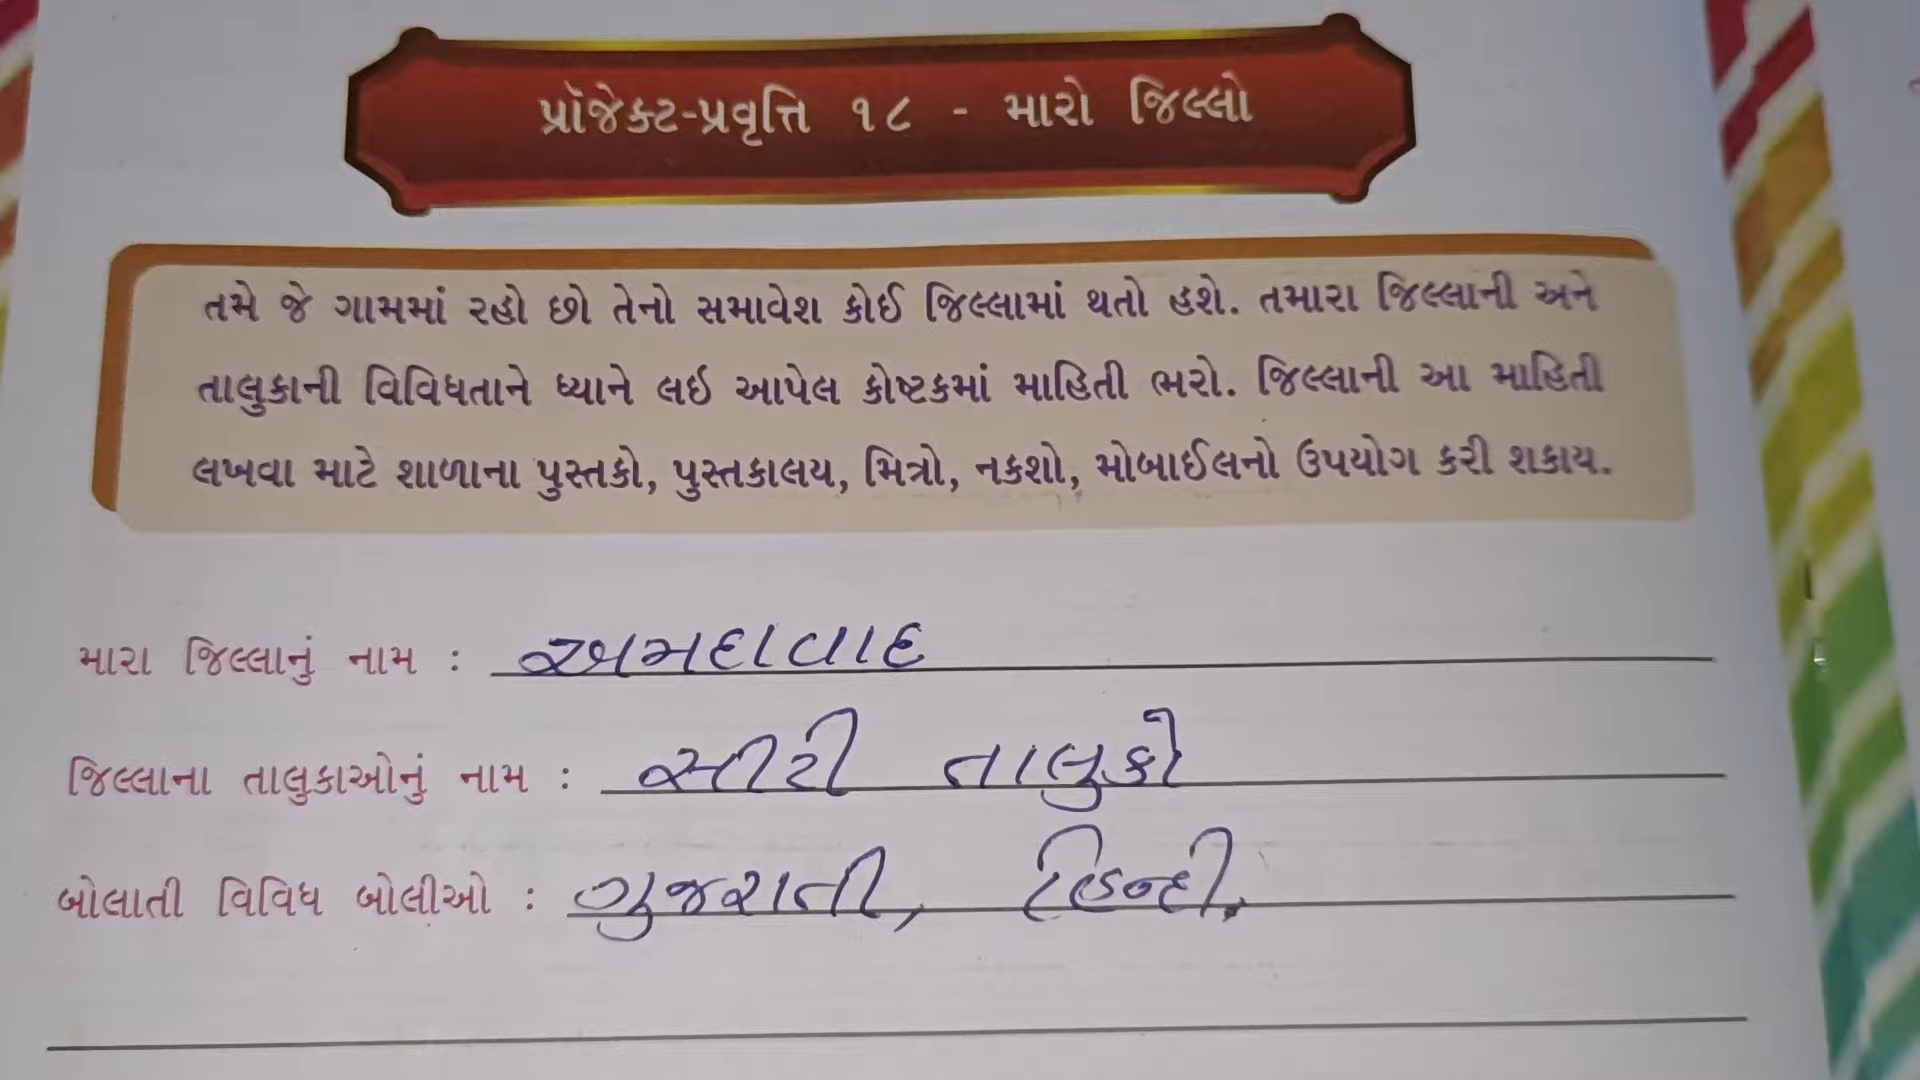 પ્રૉજેક્ટ-પ્રવૃત્તિ ૧૮ - મારો જિલ્લો
તમે જે ગામમાં રહો છો તેનો સમાવેશ કોઈ જિલ્લામાં થતો હશે. તમારા જિલ્લાની અને
તાલુકાની વિવિધતાને ધ્યાને લઇ આપેલ કોષ્ટકમાં માહિતી ભરો. જિલ્લાની આ માહિતી
લખવા માટે શાળાના પુસ્તકો, પુસ્તકાલય, મિત્રો, નકશો, મોબાઈલનો ઉપયોગ કરી શકાય.
મારા જિલ્લાનું નામ : અમદાવાદ
જિલ્લાના તાલુકાઓનું નામ : સીટી તાલુકો
બોલાતી વિવિધ બોલીઓ : ગુજરાતી, હિન્દી.